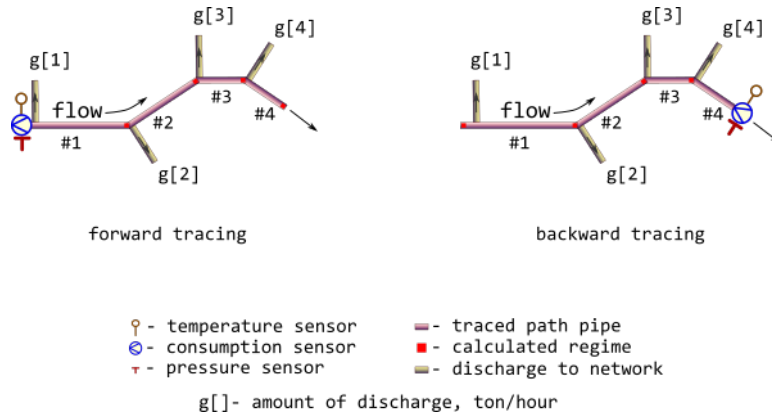 g[3]
g[4]
g[1]
flow
#3
#4
#2
#1
g[2]
forward tracing
g[3]
g[4]
g[1]
flow
#3
#4
#2
#1
g[2]
backward tracing
- temperature sensor
- consumption sensor
- pressure sensor
- traced path pipe
- calculated regime
- discharge to network
g[]- amount of discharge, ton/hour